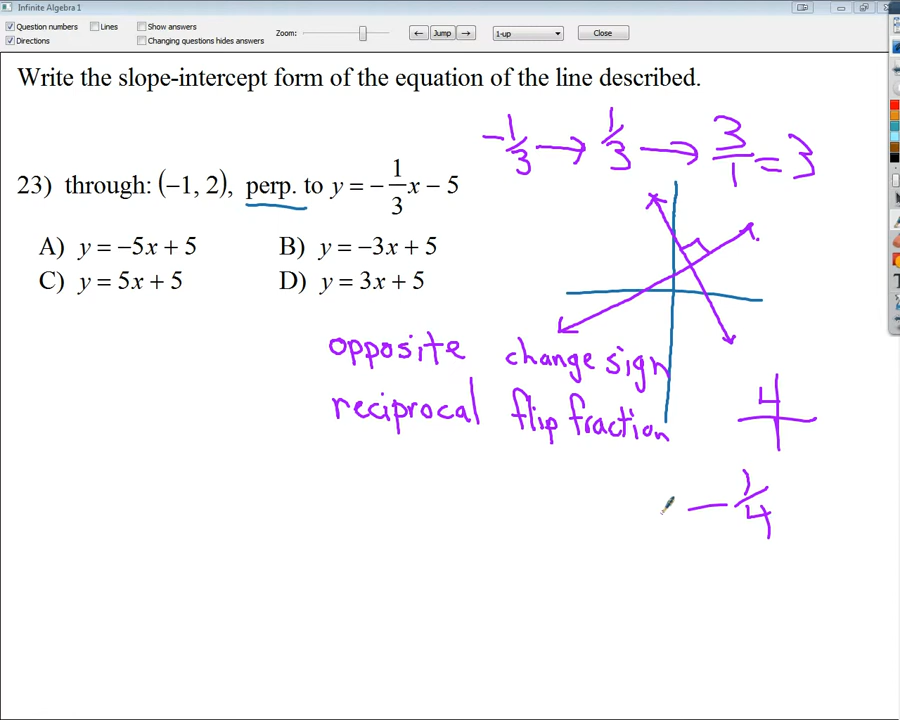 Infinite Algebra 1
Question numbers Lines Show answers
Directions Changing questions hides answers
Zoom: ← Jump → 1-up Close
Write the slope-intercept form of the equation of the line described.
-1/3 → 1/3 → 3/1 = 3
23) through: (−1, 2), perp. to y = −1/3x − 5
A) y = −5x + 5 B) y = −3x + 5
C) y = 5x + 5 D) y = 3x + 5
opposite change sign
reciprocal flip fraction
4/1
-1/4